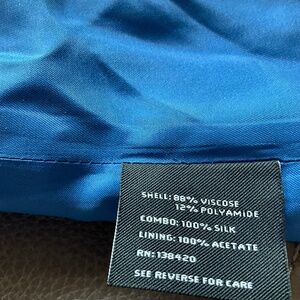 SHELL: 88% VISCOSE
12% POLYAMIDE
COMBO: 100% SILK
LINING: 100% ACETATE
RN: 138420
SEE REVERSE FOR CARE